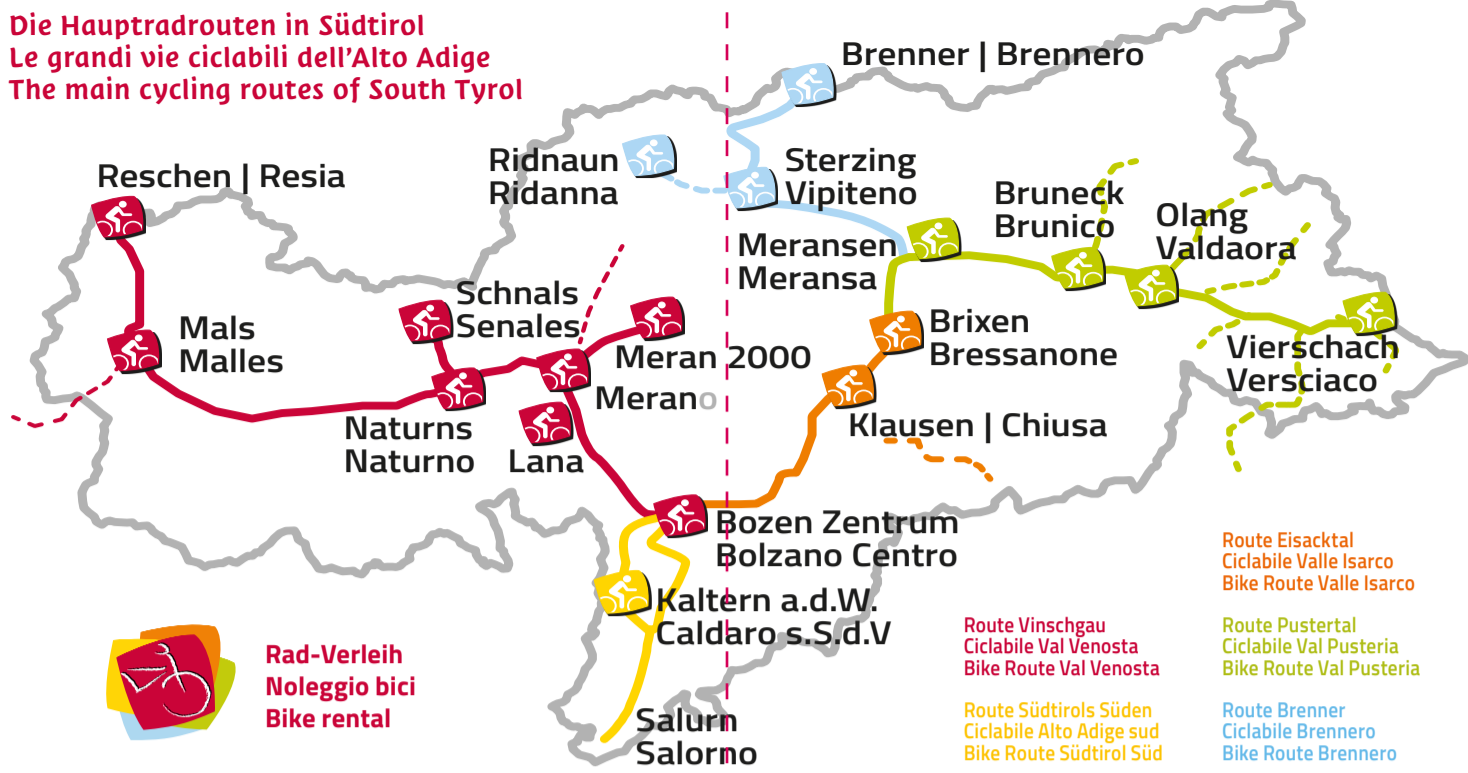 Die Hauptradrouten in Südtirol
Le grandi vie ciclabili dell'Alto Adige
The main cycling routes of South Tyrol
Brenner | Brennero
Ridnaun
Ridanna
Sterzing
Vipiteno
Reschen | Resia
Bruneck
Brunico
Olang
Valdaora
Meransen
Meransa
Schnals
Senales
Mals
Malles
Brixen
Bressanone
Meran 2000
Merano
Vierschach
Versciaco
Naturns
Naturno
Lana
Klausen | Chiusa
Bozen Zentrum
Bolzano Centro
Kaltern a.d.W.
Caldaro s.S.d.V
Salurn
Salorno
Rad-Verleih
Noleggio bici
Bike rental
Route Eisacktal
Ciclabile Valle Isarco
Bike Route Valle Isarco
Route Vinschgau
Ciclabile Val Venosta
Bike Route Val Venosta
Route Pustertal
Ciclabile Val Pusteria
Bike Route Val Pusteria
Route Südtirols Süden
Ciclabile Alto Adige sud
Bike Route Südtirol Süd
Route Brenner
Ciclabile Brennero
Bike Route Brennero